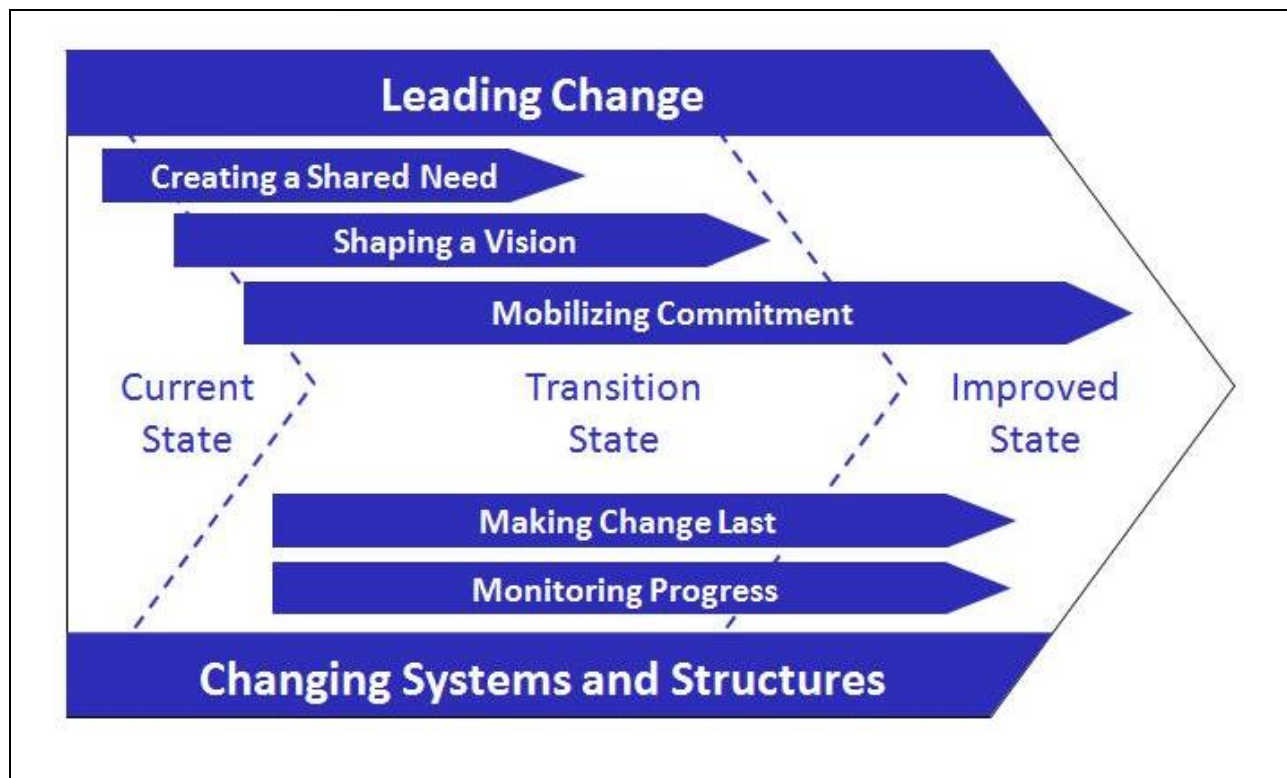 Leading Change
Creating a Shared Need
Shaping a Vision
Mobilizing Commitment
Current
State
Transition
State
Improved
State
Making Change Last
Monitoring Progress
Changing Systems and Structures